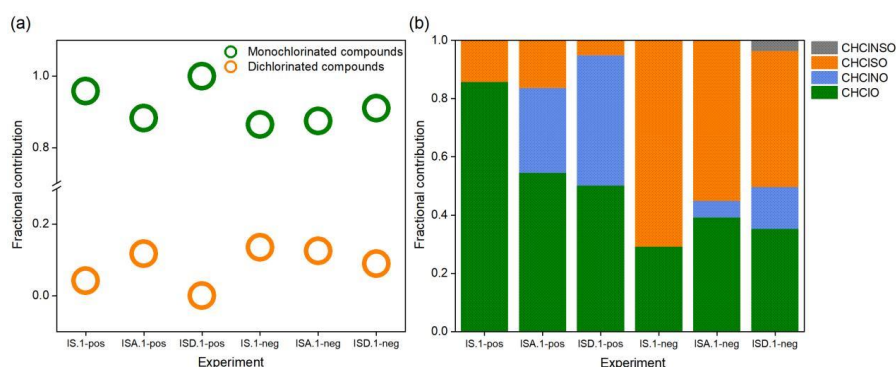 (a)
Monochlorinated compounds
Dichlorinated compounds
Fractional contribution
1.0
0.8
0.2
0.0
IS.1-pos
ISA.1-pos
ISD.1-pos
IS.1-neg
ISA.1-neg
ISD.1-neg
Experiment
(b)
Fractional contribution
1.0
0.8
0.6
0.4
0.2
0.0
IS.1-pos
ISA.1-pos
ISD.1-pos
IS.1-neg
ISA.1-neg
ISD.1-neg
Experiment
CHClNSO
CHClSO
CHClNO
CHClO